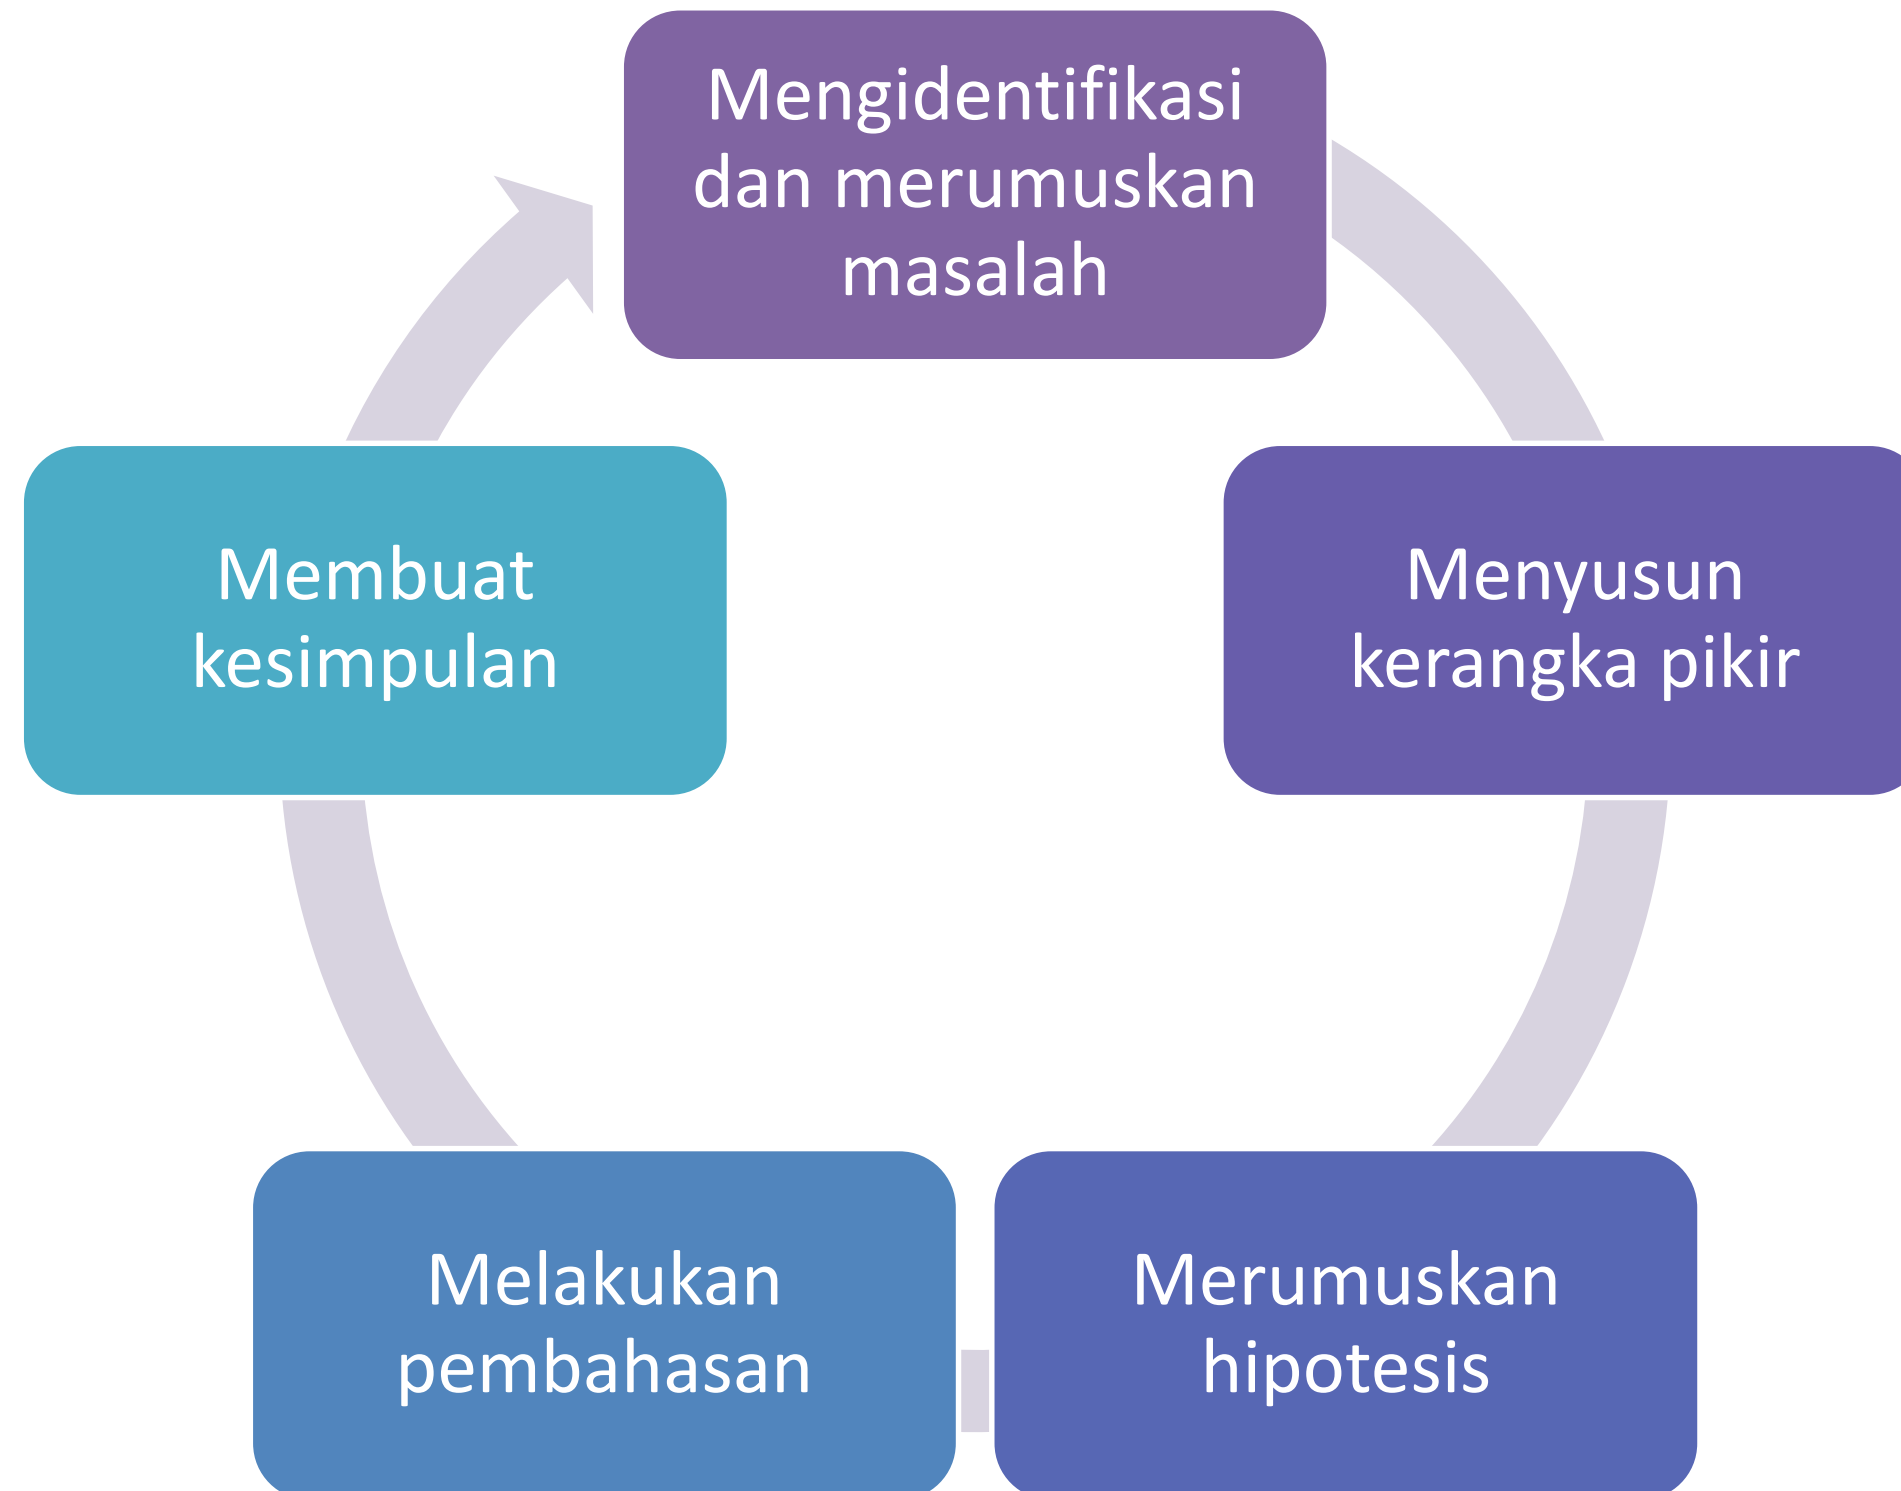 Mengidentifikasi
dan merumuskan
masalah
Menyusun
kerangka pikir
Merumuskan
hipotesis
Melakukan
pembahasan
Membuat
kesimpulan